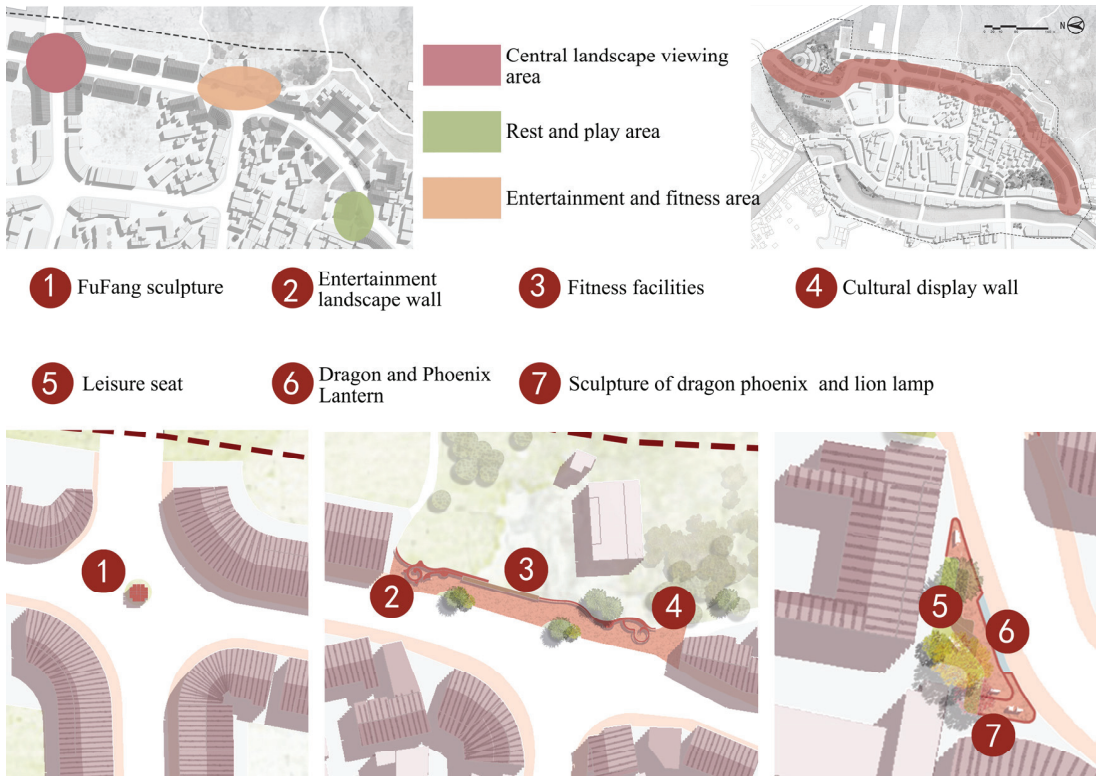 Central landscape viewing
area
Rest and play area
Entertainment and fitness area
N
1 FuFang sculpture
2 Entertainment
landscape wall
3 Fitness facilities
4 Cultural display wall
5 Leisure seat
6 Dragon and Phoenix
Lantern
7 Sculpture of dragon phoenix and lion lamp
1
2
3
4
5
6
7